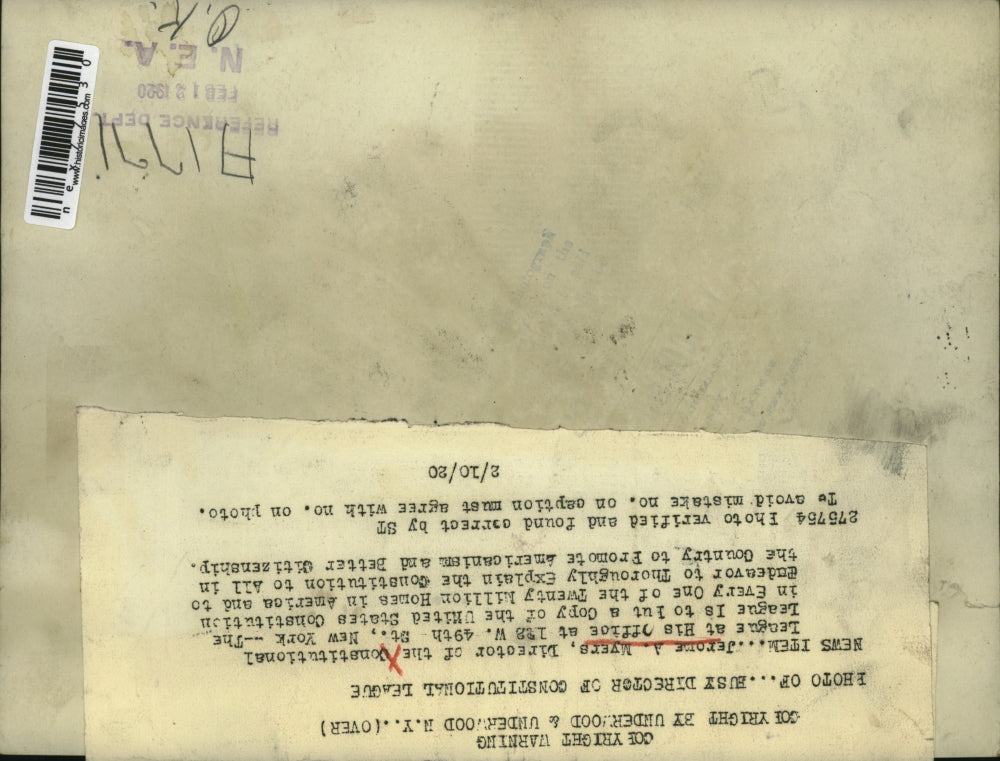 COPYRIGHT WARNING
COPYRIGHT BY UNDERWOOD & UNDERWOOD N.Y..(OVER)
PHOTO OF...BUSY DIRECTOR OF CONSTITUTIONAL LEAGUE
NEWS ITEM...Jerome A. Myers, Director of the Constitutional
League at His Office at 132 W. 49th St., New York -- The
League Is to Put a Copy of the United States Constitution
in Every One of the Twenty Million Homes in America and to
Endeavor to Thoroughly Explain the Constitution to All in
the Country to Promote Americanism and Better Citizenship.
275754 Photo verified and found correct by ST
To avoid mistake no. on caption must agree with no. on photo.
2/10/20
REFERENCE DEPT
FEB 12 1920
N. E. A.
www.historicimages.com